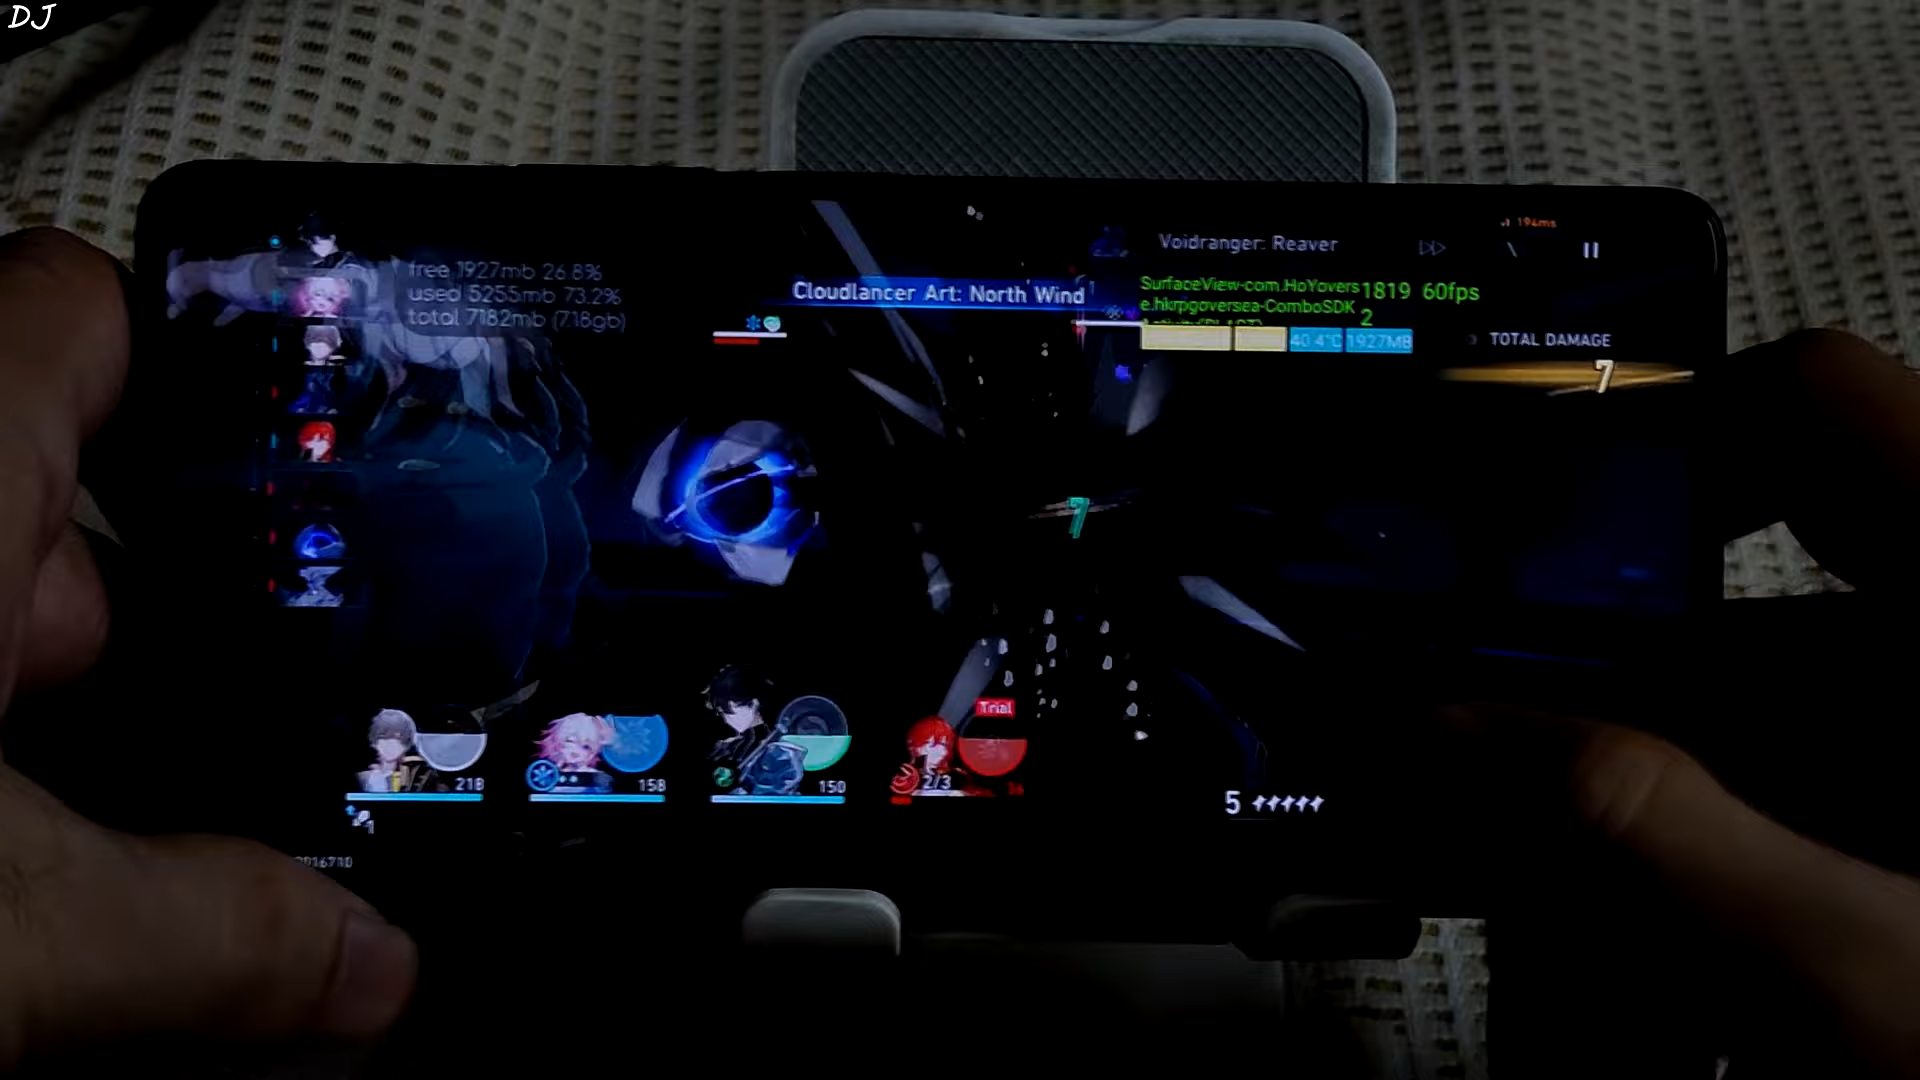 DJ
194ms
Voidranger: Reaver
free 1927mb 26.8%
used 5255mb 73.2%
total 7182mb (7.18gb)
Cloudlancer Art: North Wind
SurfaceView-com.HoYovers
e.hkrpgoversea-ComboSDK
1819 60fps
2
40.4°C 1927MB
TOTAL DAMAGE
7
7
Trial
218
158
150
2/3
5
1